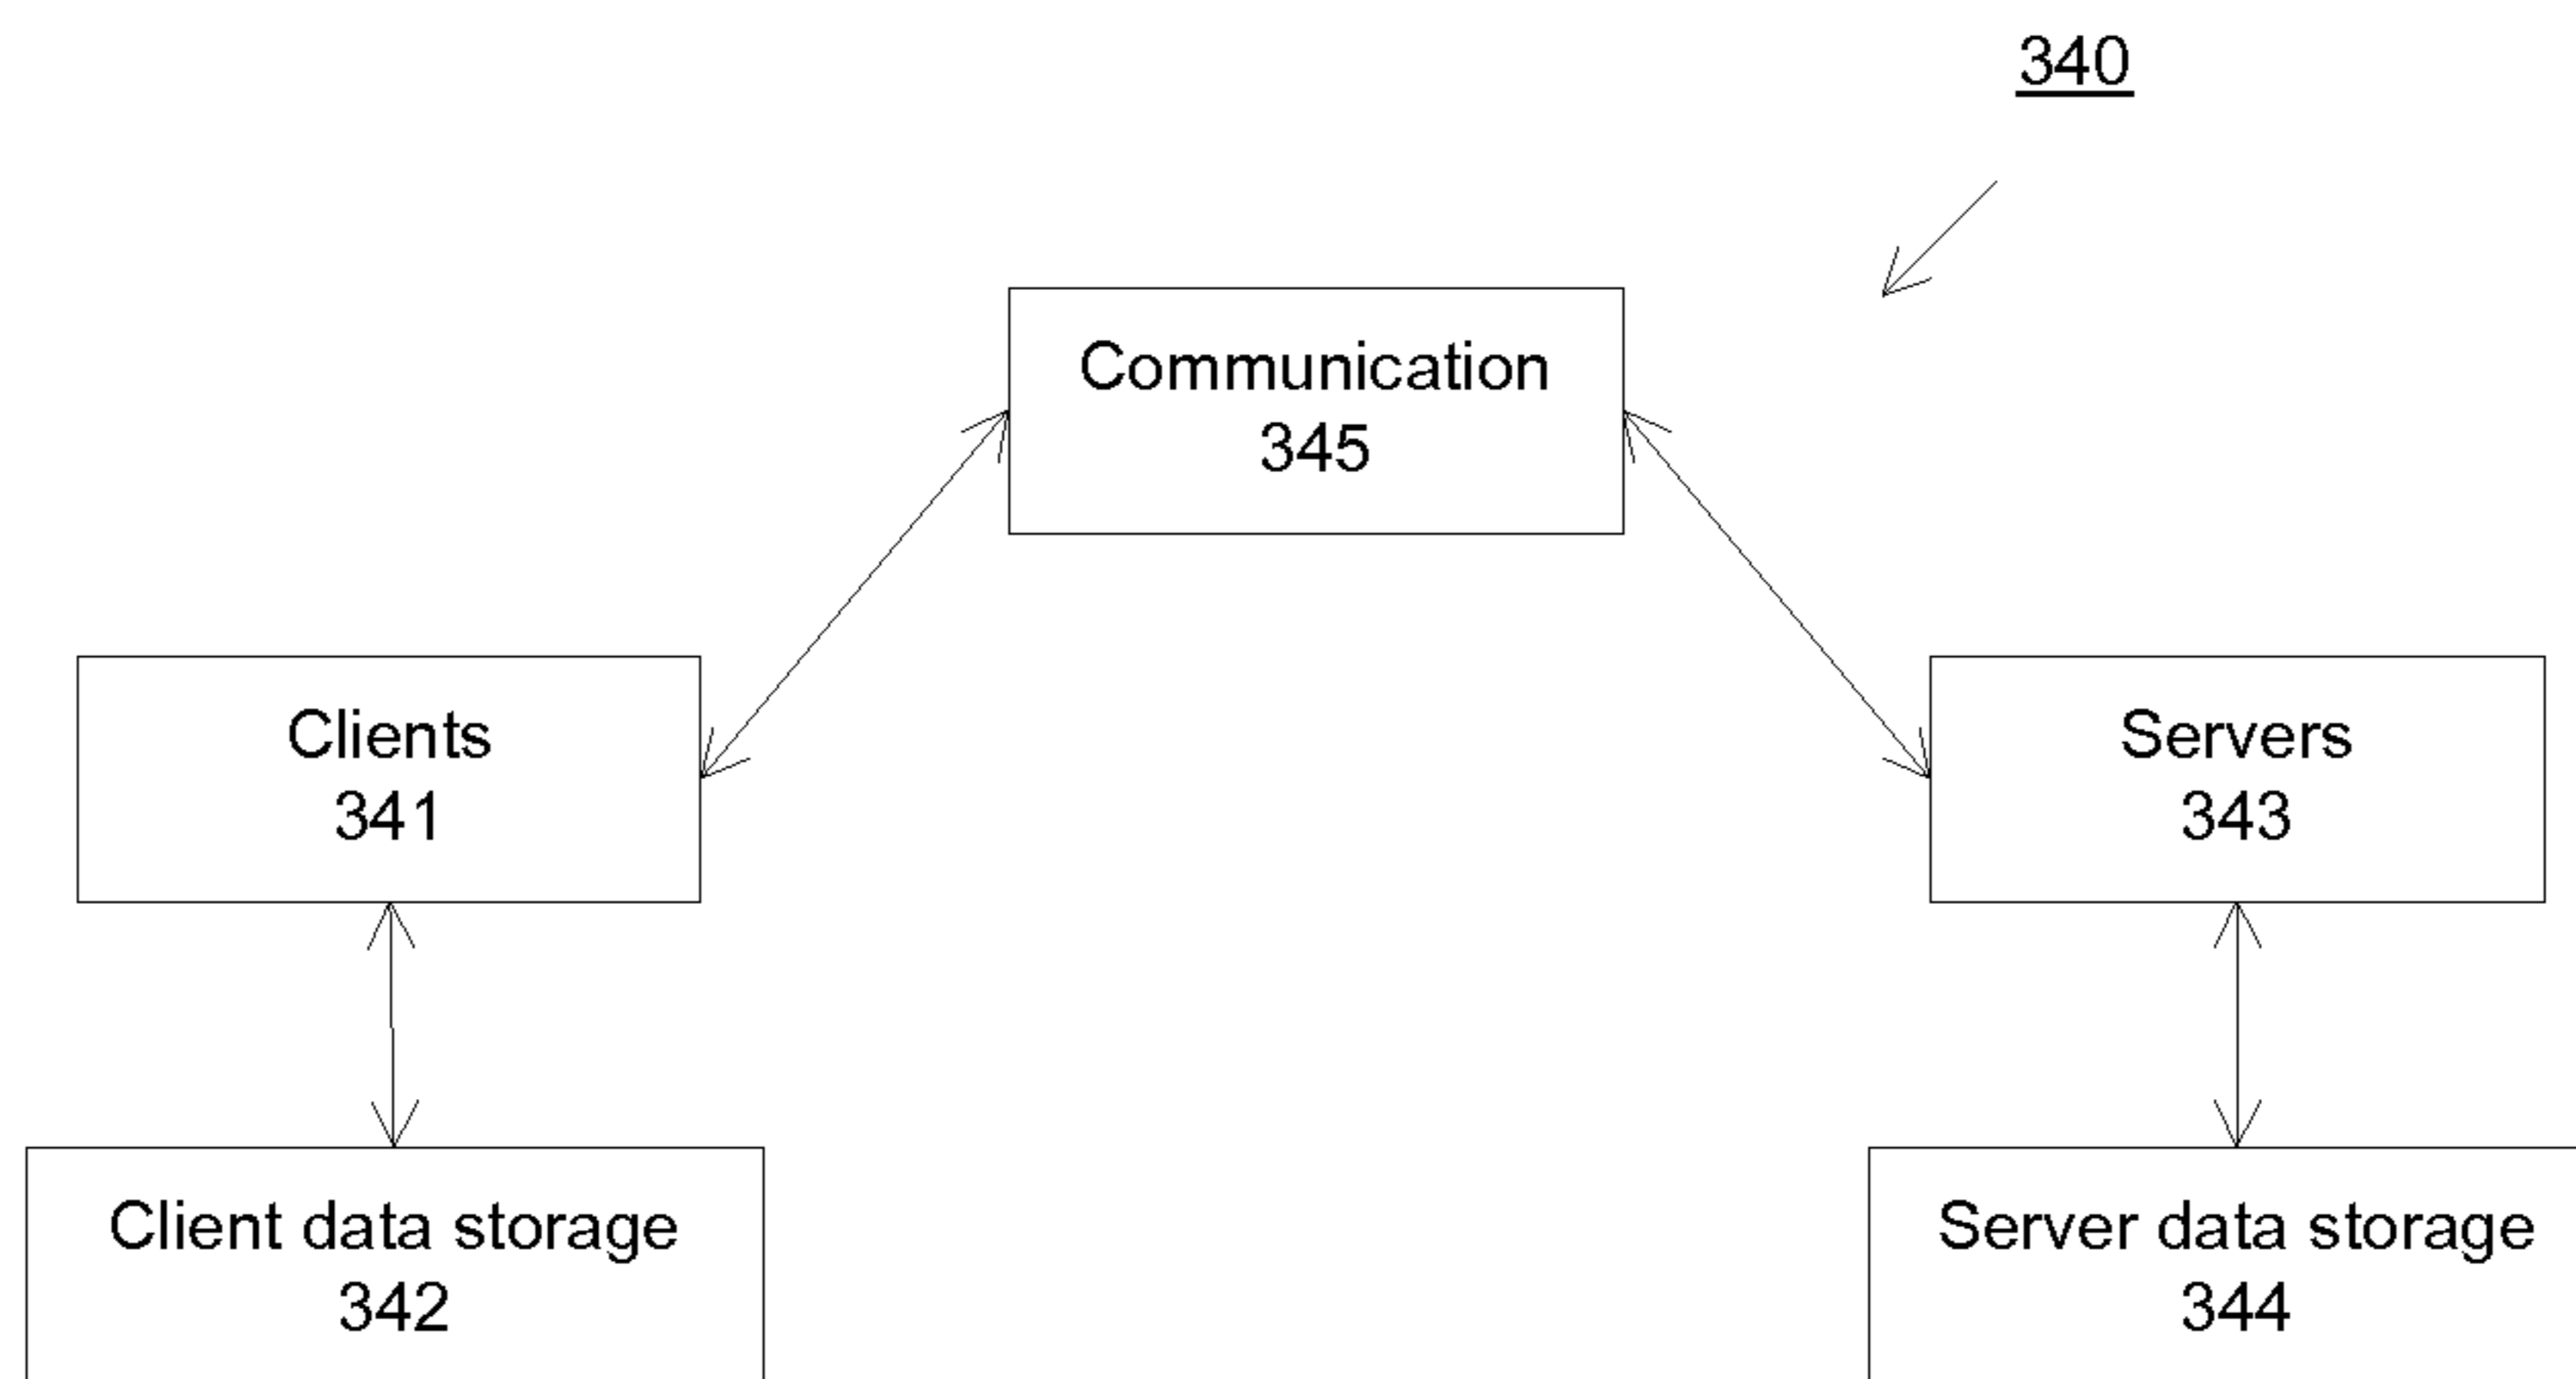 340
Communication
345
Clients
341
Servers
343
Client data storage
342
Server data storage
344